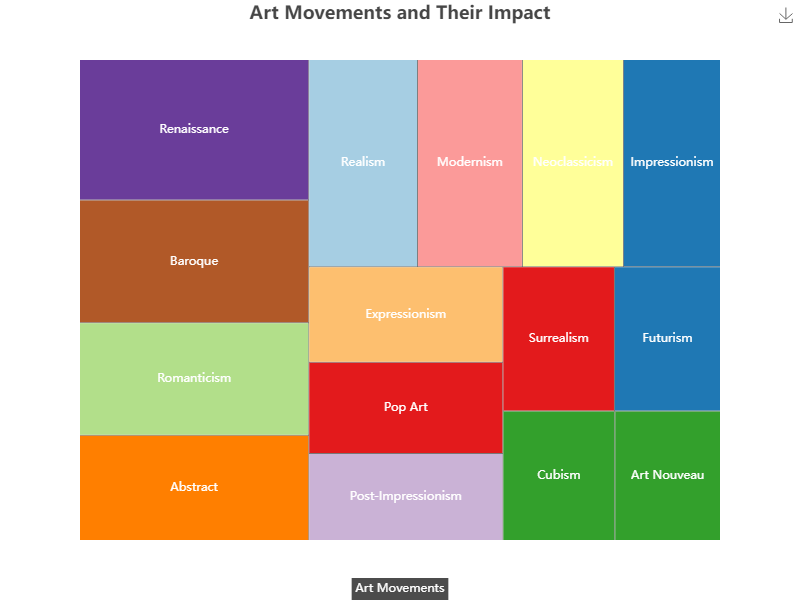 Art Movements and Their Impact
Renaissance
Realism
Modernism
Neoclassicism
Impressionism
Baroque
Expressionism
Surrealism
Futurism
Romanticism
Pop Art
Abstract
Post-Impressionism
Cubism
Art Nouveau
Art Movements